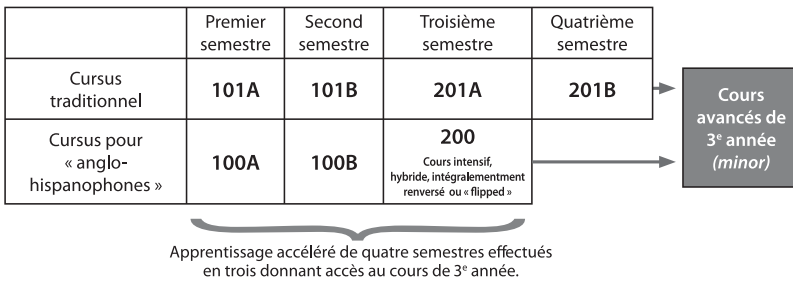 Premier semestre
Second semestre
Troisième semestre
Quatrième semestre
Cursus traditionnel
101A
101B
201A
201B
Cursus pour « anglo-hispanophones »
100A
100B
200
Cours intensif,
hybride, intégralementment
renversé ou « flipped »
Cours
avancés de
3e année
(minor)
Apprentissage accéléré de quatre semestres effectués
en trois donnant accès au cours de 3e année.